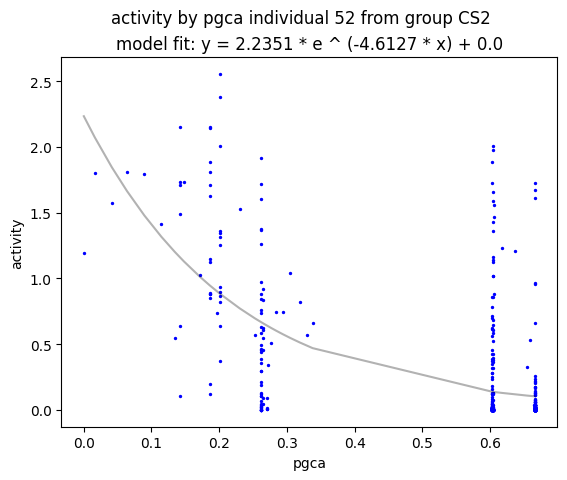 activity by pgca individual 52 from group CS2
model fit: y = 2.2351 * e ^ (-4.6127 * x) + 0.0
2.5
2.0
1.5
1.0
0.5
0.0
activity
0.0 0.1 0.2 0.3 0.4 0.5 0.6
pgca